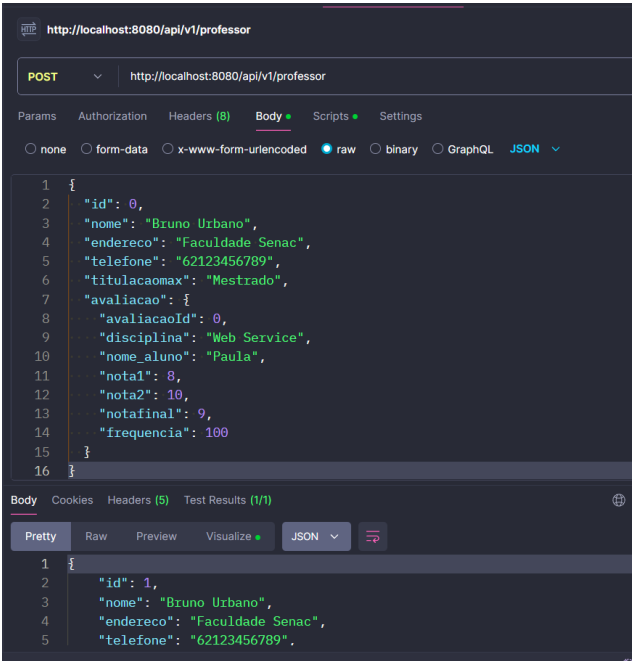 HTTP http://localhost:8080/api/v1/professor
POST http://localhost:8080/api/v1/professor
Params Authorization Headers (8) Body Scripts Settings
none form-data x-www-form-urlencoded raw binary GraphQL JSON
1 {
2 "id": 0,
3 "nome": "Bruno Urbano",
4 "endereco": "Faculdade Senac",
5 "telefone": "62123456789",
6 "titulacaomax": "Mestrado",
7 "avaliacao": {
8 "avaliacaoId": 0,
9 "disciplina": "Web Service",
10 "nome_aluno": "Paula",
11 "nota1": 8,
12 "nota2": 10,
13 "notafinal": 9,
14 "frequencia": 100
15 }
16 }
Body Cookies Headers (5) Test Results (1/1)
Pretty Raw Preview Visualize JSON
1 {
2 "id": 1,
3 "nome": "Bruno Urbano",
4 "endereco": "Faculdade Senac",
5 "telefone": "62123456789",